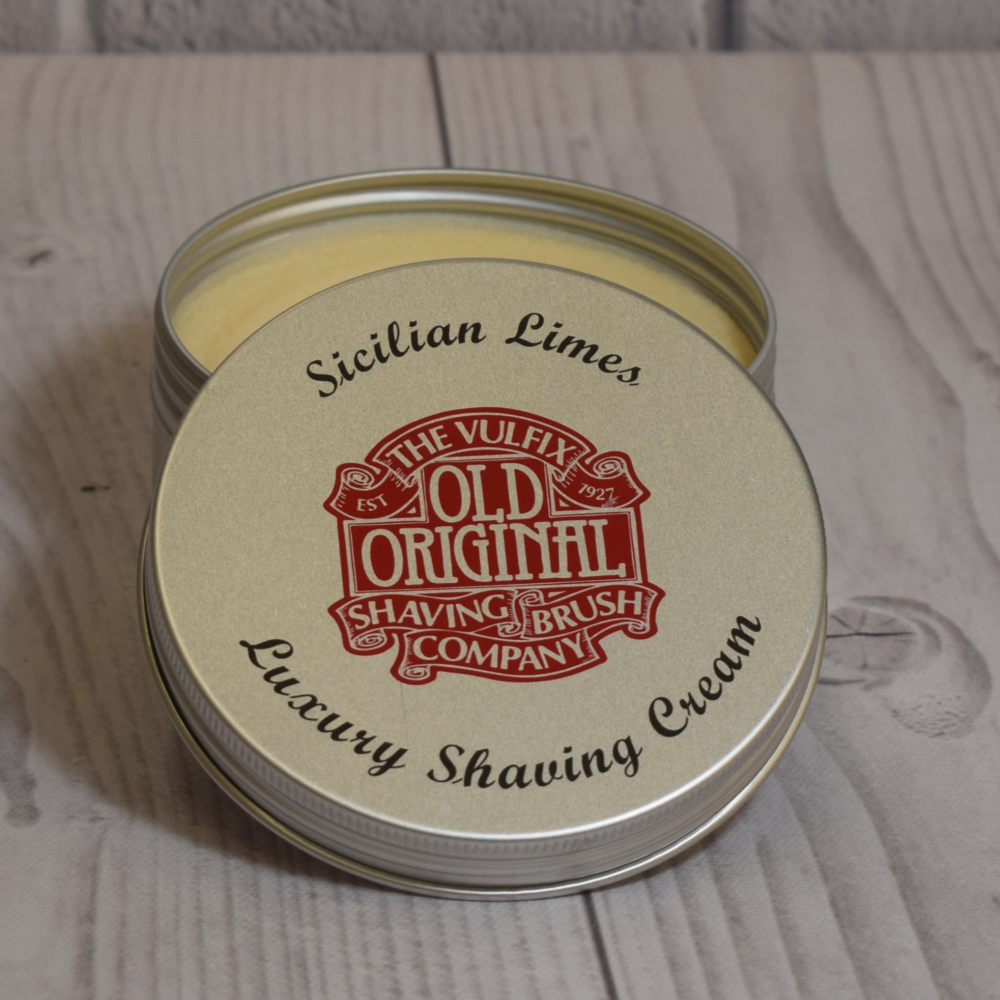 Sicilian Limes
THE VULFIX
EST 1927
OLD
ORIGINAL
SHAVING BRUSH
COMPANY
Luxury Shaving Cream